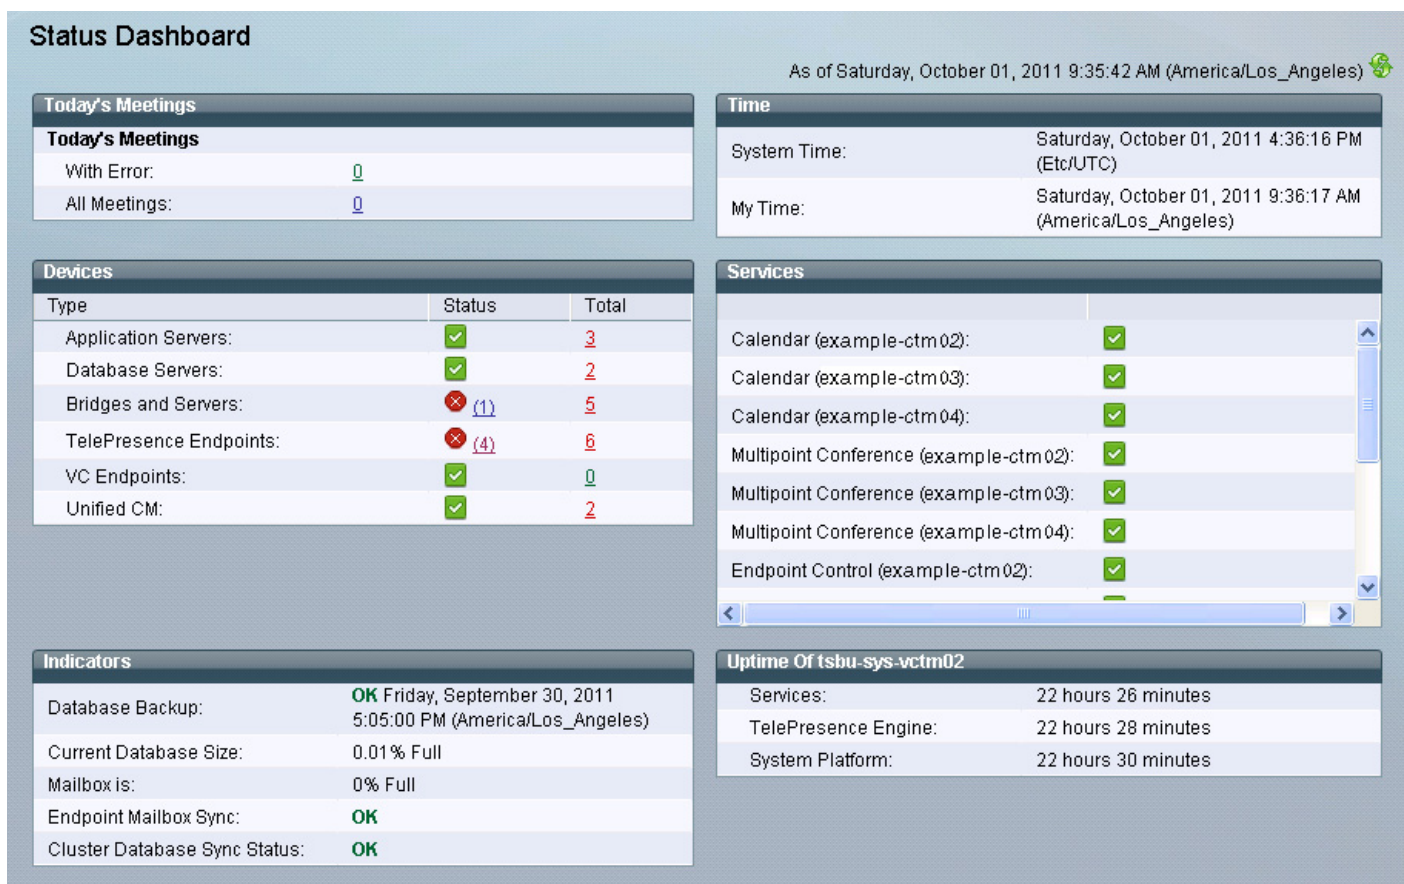 Status Dashboard
As of Saturday, October 01, 2011 9:35:42 AM (America/Los_Angeles)
Today's Meetings
Today's Meetings
With Error: 0
All Meetings: 0
Time
System Time: Saturday, October 01, 2011 4:36:16 PM
(Etc/UTC)
My Time: Saturday, October 01, 2011 9:36:17 AM
(America/Los_Angeles)
Devices
Type Status Total
Application Servers: 3
Database Servers: 2
Bridges and Servers: (1) 5
TelePresence Endpoints: (4) 6
VC Endpoints: 0
Unified CM: 2
Services
Calendar (example-ctm02):
Calendar (example-ctm03):
Calendar (example-ctm04):
Multipoint Conference (example-ctm02):
Multipoint Conference (example-ctm03):
Multipoint Conference (example-ctm04):
Endpoint Control (example-ctm02):
Indicators
Database Backup: OK Friday, September 30, 2011
5:05:00 PM (America/Los_Angeles)
Current Database Size: 0.01% Full
Mailbox is: 0% Full
Endpoint Mailbox Sync: OK
Cluster Database Sync Status: OK
Uptime Of tsbu-sys-vctm02
Services: 22 hours 26 minutes
TelePresence Engine: 22 hours 28 minutes
System Platform: 22 hours 30 minutes